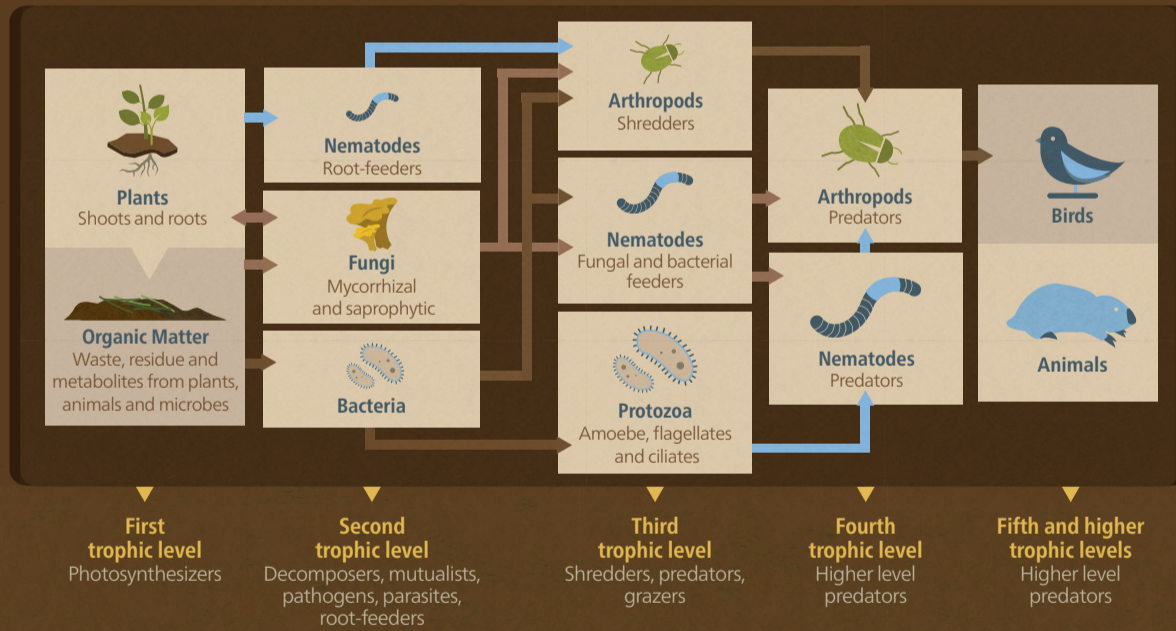 Plants
Shoots and roots
Organic Matter
Waste, residue and
metabolites from plants,
animals and microbes
Nematodes
Root-feeders
Fungi
Mycorrhizal
and saprophytic
Bacteria
Arthropods
Shredders
Nematodes
Fungal and bacterial
feeders
Protozoa
Amoebe, flagellates
and ciliates
Arthropods
Predators
Nematodes
Predators
Birds
Animals
First
trophic level
Photosynthesizers
Second
trophic level
Decomposers, mutualists,
pathogens, parasites,
root-feeders
Third
trophic level
Shredders, predators,
grazers
Fourth
trophic level
Higher level
predators
Fifth and higher
trophic levels
Higher level
predators